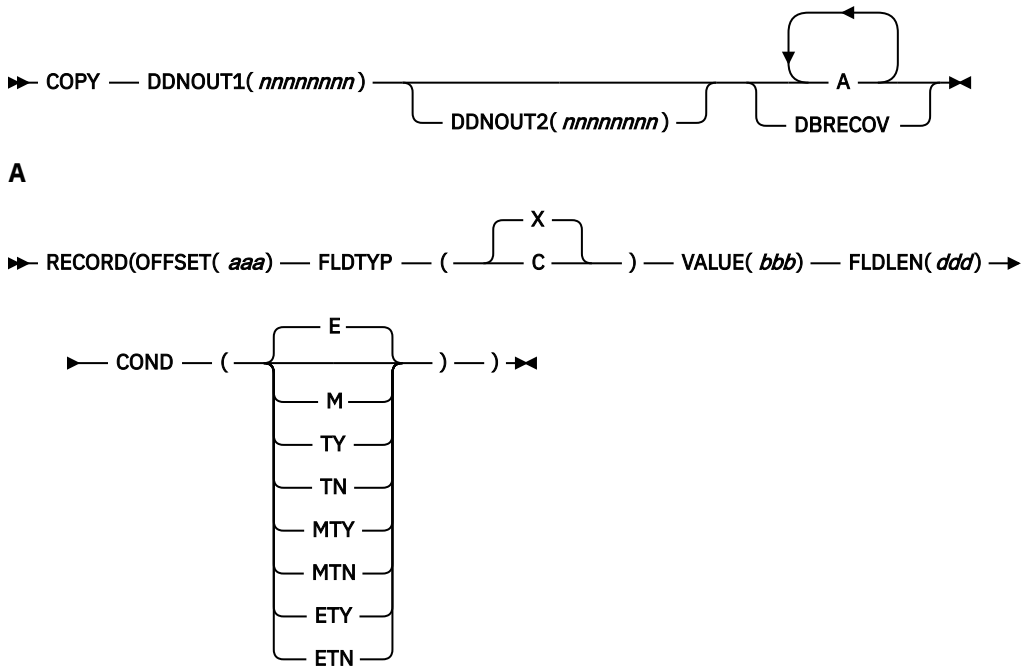 COPY DDNOUT1( nnnnnnnn ) A
DDNOUT2( nnnnnnnn ) DBRECOV
A
X
RECORD(OFFSET( aaa) FLDTYP ( C ) VALUE( bbb) FLDLEN( ddd)
E
COND ( ) )
M
TY
TN
MTY
MTN
ETY
ETN